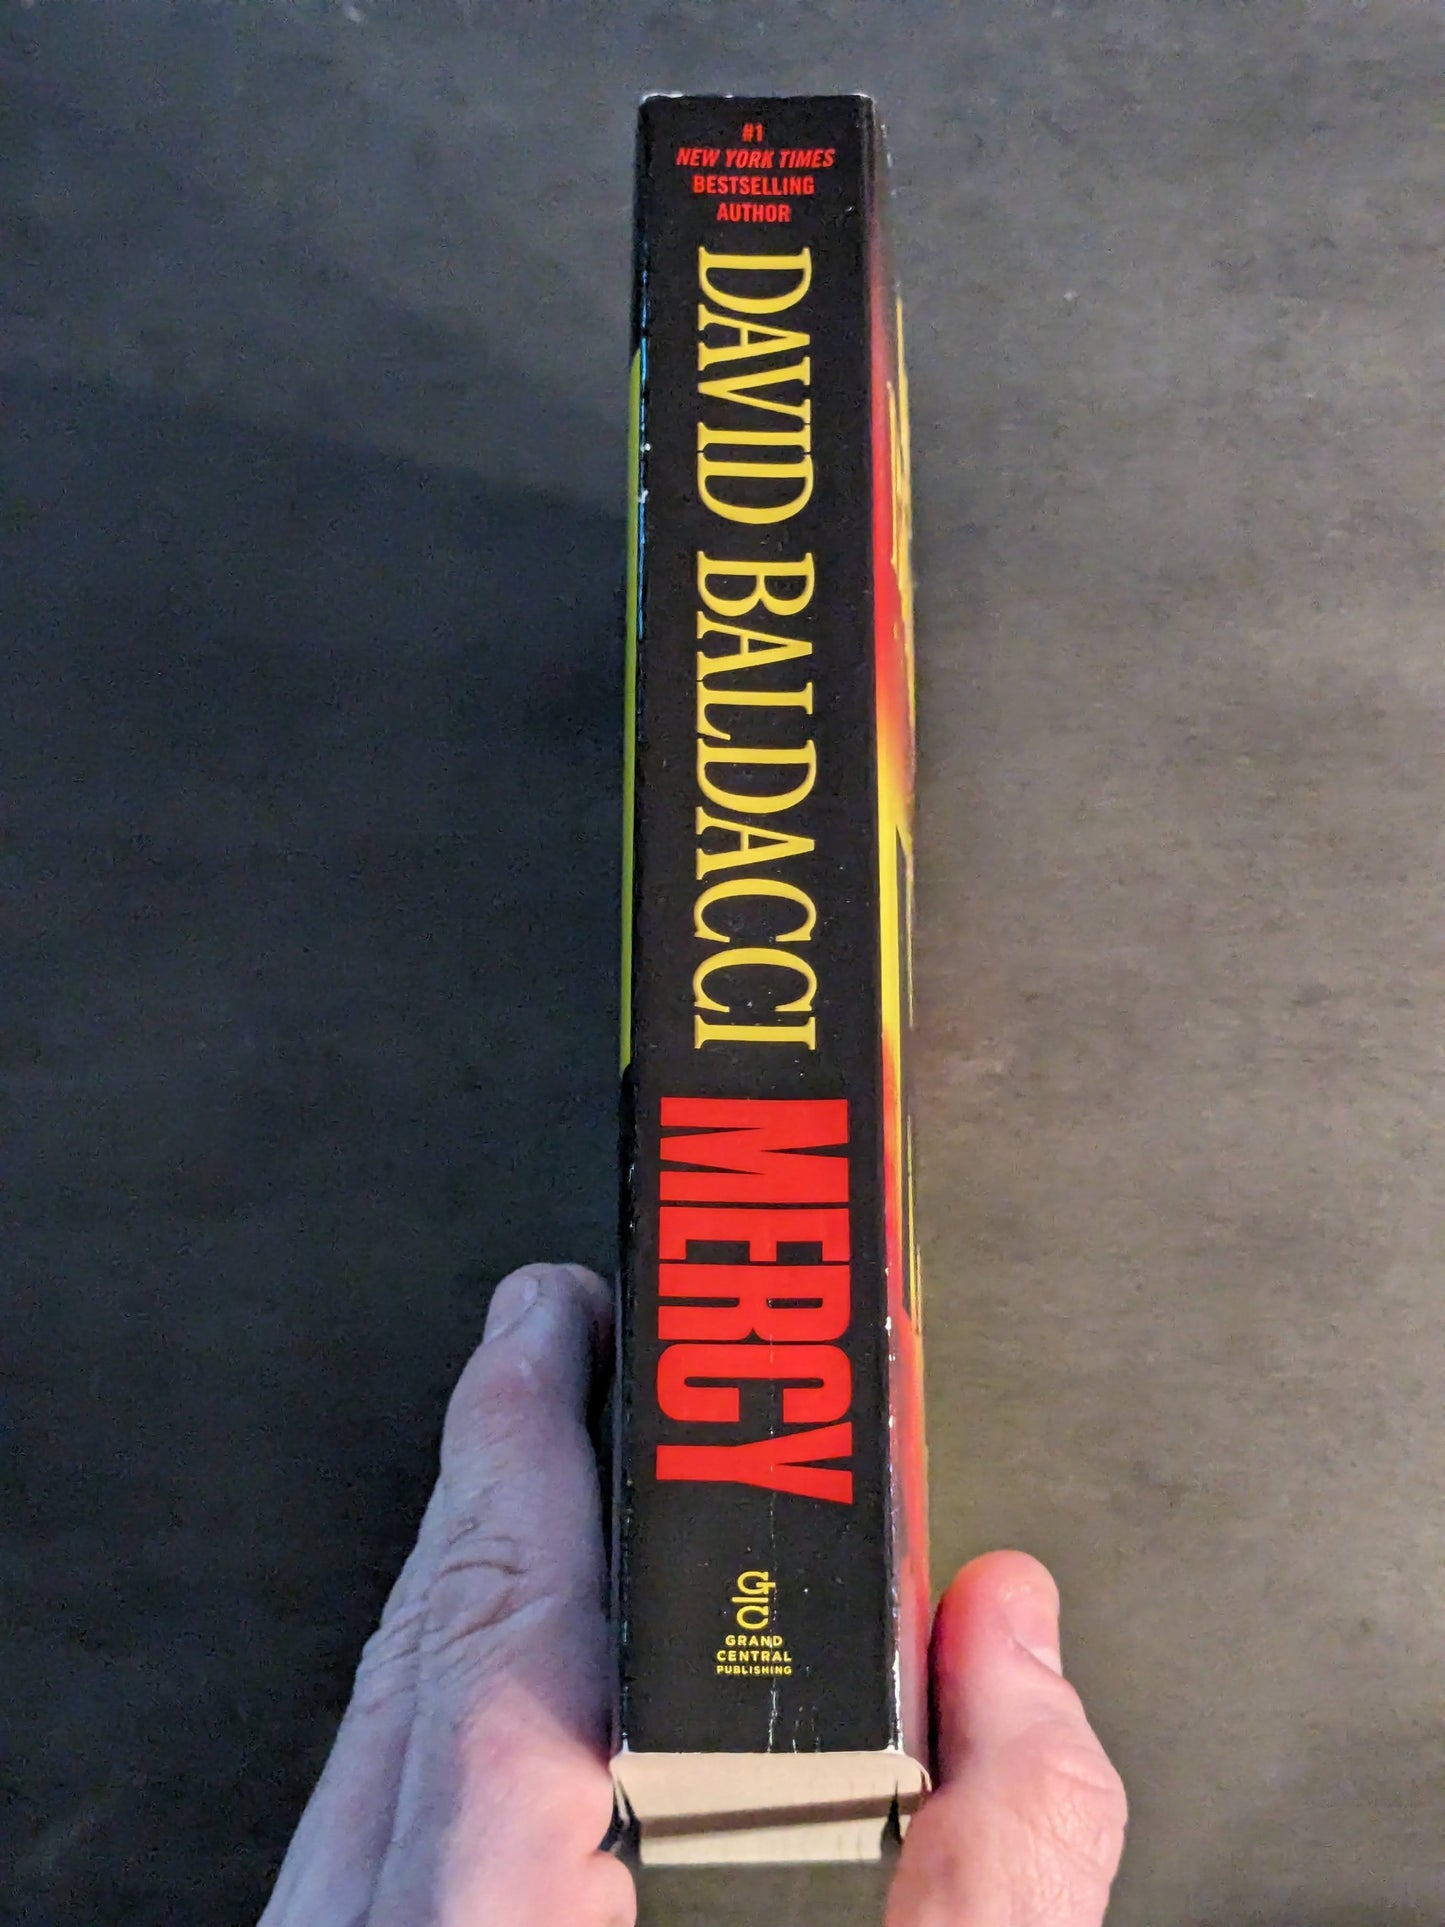 #1
NEW YORK TIMES
BESTSELLING
AUTHOR
DAVID BALDACCI
MERCY
GRAND
CENTRAL
PUBLISHING